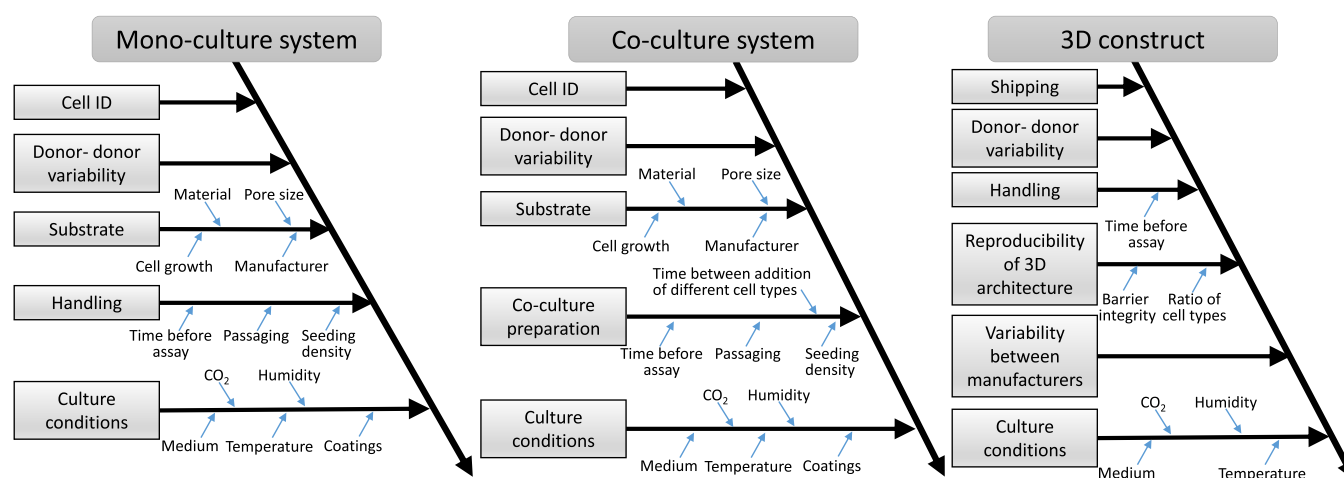 Mono-culture system
Cell ID
Donor- donor
variability
Material
Pore size
Substrate
Cell growth
Manufacturer
Handling
Time before
assay
Passaging
Seeding
density
CO₂
Humidity
Culture
conditions
Medium
Temperature
Coatings
Co-culture system
Cell ID
Donor- donor
variability
Material
Pore size
Substrate
Cell growth
Manufacturer
Time between addition
of different cell types
Co-culture
preparation
Time before
assay
Passaging
Seeding
density
CO₂
Humidity
Culture
conditions
Medium
Temperature
Coatings
3D construct
Shipping
Donor- donor
variability
Handling
Time before
assay
Reproducibility
of 3D
architecture
Barrier
integrity
Ratio of
cell types
Variability
between
manufacturers
CO₂
Humidity
Culture
conditions
Medium
Temperature